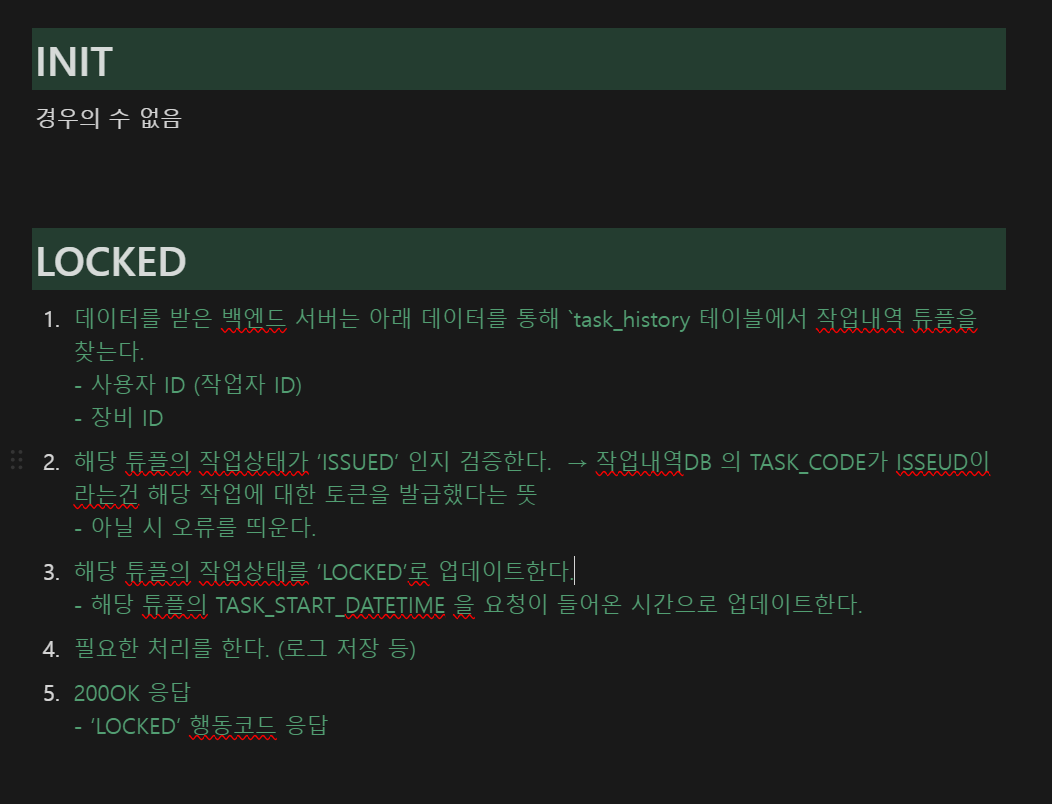 INIT
경우의 수 없음
LOCKED
1. 데이터를 받은 백엔드 서버는 아래 데이터를 통해 `task_history 테이블에서 작업내역 튜플을
찾는다.
- 사용자 ID (작업자 ID)
- 장비 ID
2. 해당 튜플의 작업상태가 ‘ISSUED’ 인지 검증한다. → 작업내역DB 의 TASK_CODE가 ISSEUD이
라는건 해당 작업에 대한 토큰을 발급했다는 뜻
- 아닐 시 오류를 띄운다.
3. 해당 튜플의 작업상태를 ‘LOCKED’로 업데이트한다.
- 해당 튜플의 TASK_START_DATETIME 을 요청이 들어온 시간으로 업데이트한다.
4. 필요한 처리를 한다. (로그 저장 등)
5. 200OK 응답
- ‘LOCKED’ 행동코드 응답